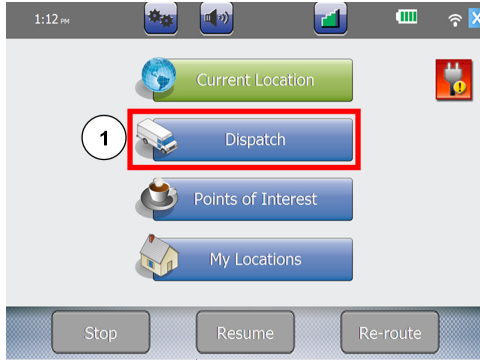 1:12 PM
Current Location
1
Dispatch
Points of Interest
My Locations
Stop
Resume
Re-route